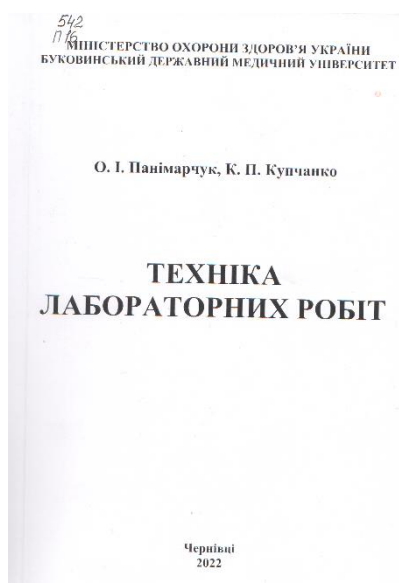 542
П16
МІНІСТЕРСТВО ОХОРОНИ ЗДОРОВ'Я УКРАЇНИ
БУКОВИНСЬКИЙ ДЕРЖАВНИЙ МЕДИЧНИЙ УНІВЕРСИТЕТ
О. І. Панімарчук, К. П. Купчанко
ТЕХНІКА
ЛАБОРАТОРНИХ РОБІТ
Чернівці
2022